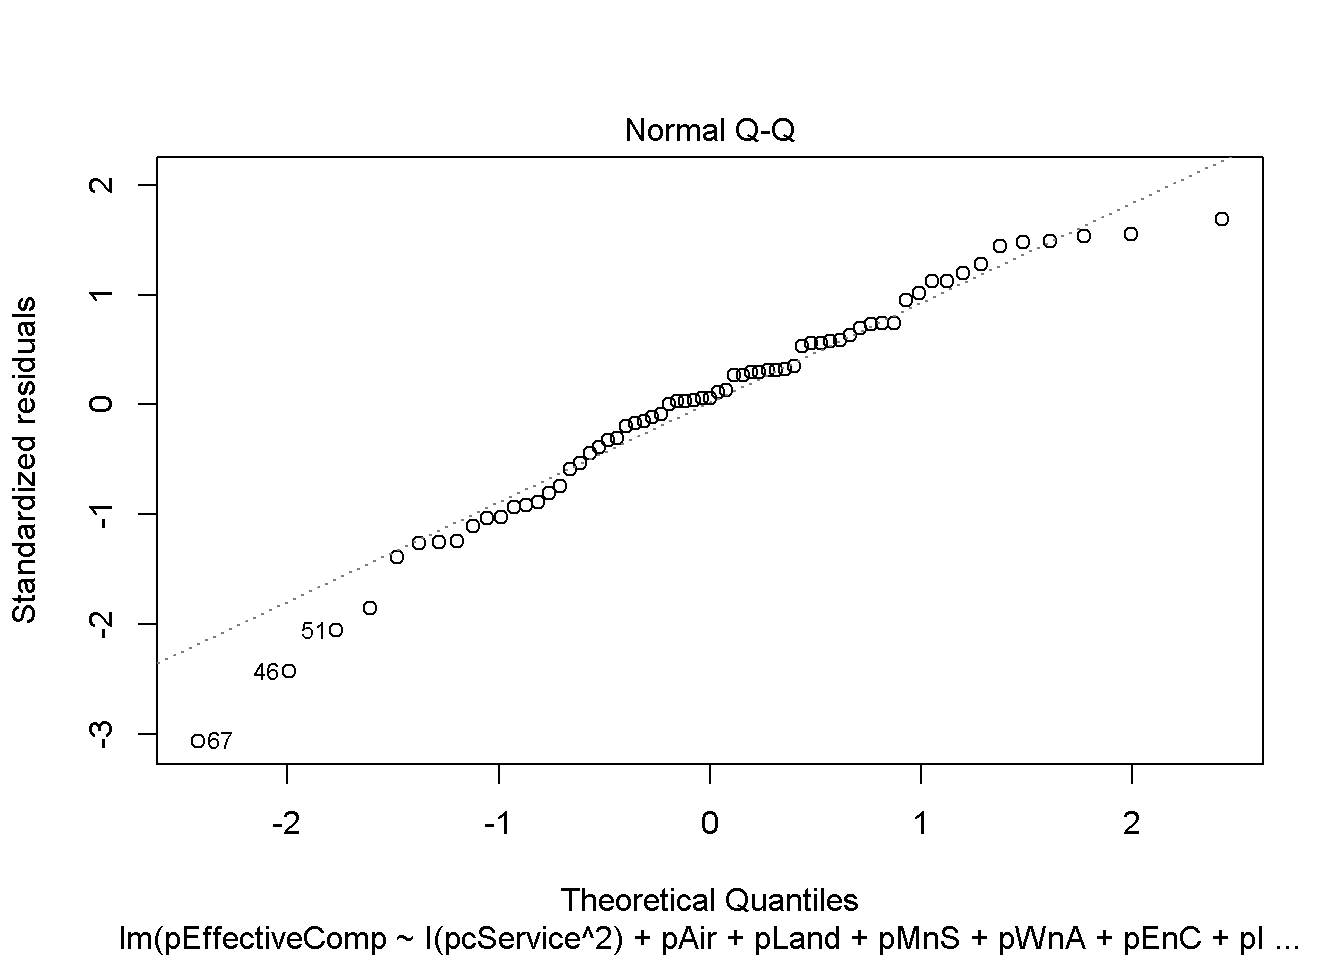 Normal Q-Q
Standardized residuals
2
1
0
-1
-2
-3
51
46
67
-2 -1 0 1 2
Theoretical Quantiles
lm(pEffectiveComp ~ I(pcService^2) + pAir + pLand + pMnS + pWnA + pEnC + pI ...